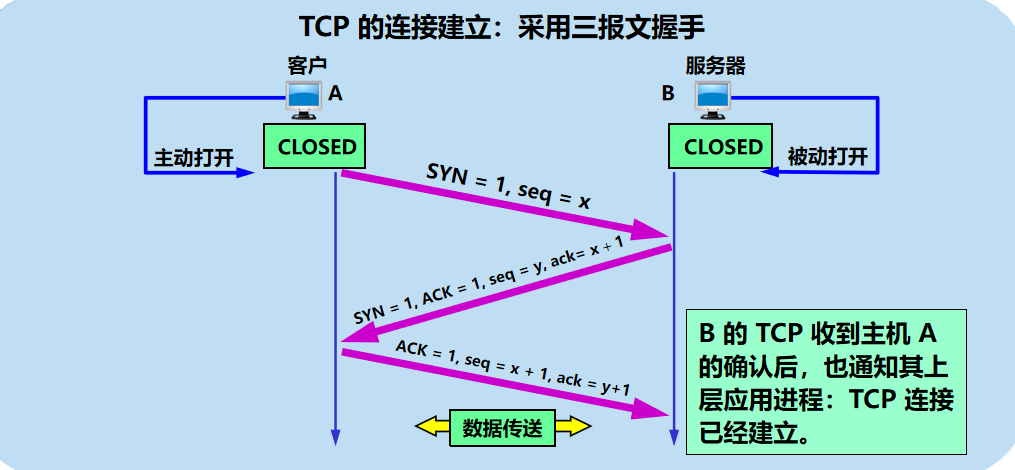 TCP 的连接建立：采用三报文握手
客户
服务器
A
B
CLOSED
CLOSED
主动打开
被动打开
SYN = 1, seq = x
SYN = 1, ACK = 1, seq = y, ack= x + 1
ACK = 1, seq = x + 1, ack = y+1
B 的 TCP 收到主机 A
的确认后，也通知其上
层应用进程：TCP 连接
已经建立。
数据传送